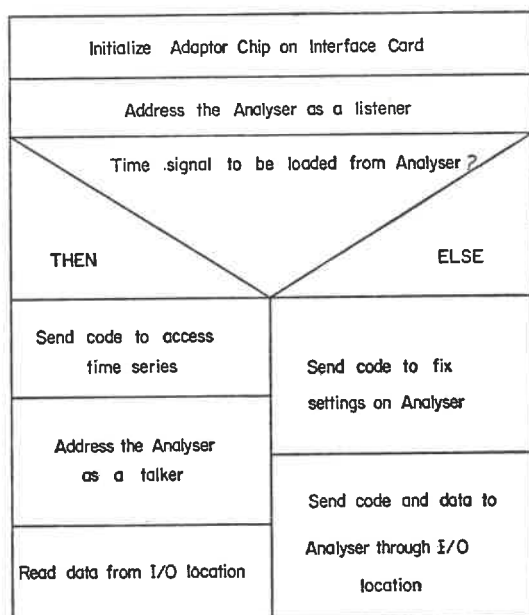 Initialize Adaptor Chip on Interface Card
Address the Analyser as a listener
Time signal to be loaded from Analyser ?
THEN
ELSE
Send code to access
time series
Address the Analyser
as a talker
Read data from I/O location
Send code to fix
settings on Analyser
Send code and data to
Analyser through I/O
location